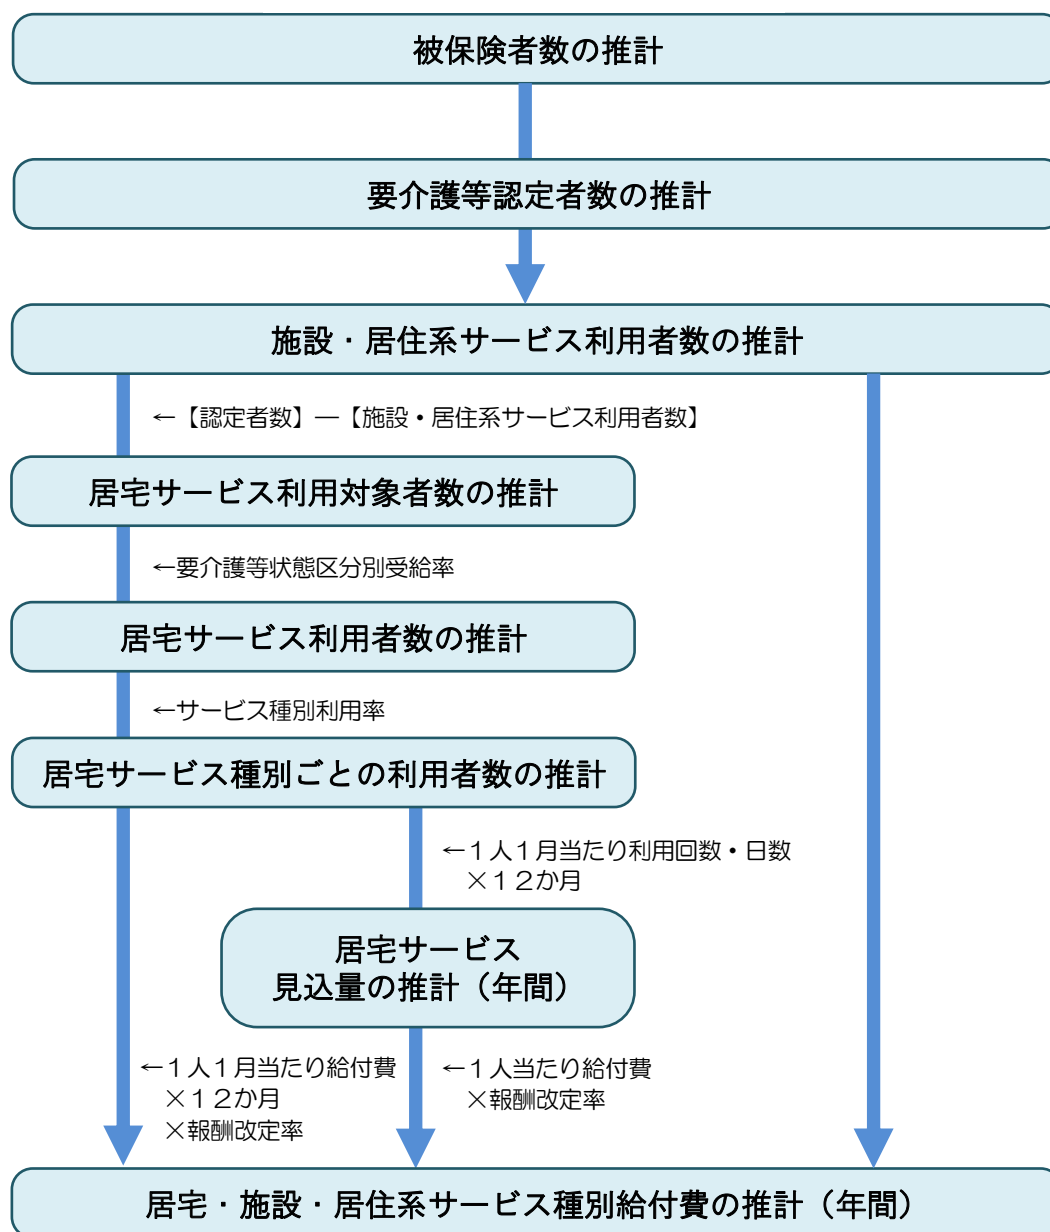 被保険者数の推計
要介護等認定者数の推計
施設・居住系サービス利用者数の推計
←【認定者数】―【施設・居住系サービス利用者数】
居宅サービス利用対象者数の推計
←要介護等状態区分別受給率
居宅サービス利用者数の推計
←サービス種別利用率
居宅サービス種別ごとの利用者数の推計
←１人１月当たり利用回数・日数
×１２か月
居宅サービス
見込量の推計（年間）
←１人１月当たり給付費
×１２か月
×報酬改定率
←１人当たり給付費
×報酬改定率
居宅・施設・居住系サービス種別給付費の推計（年間）